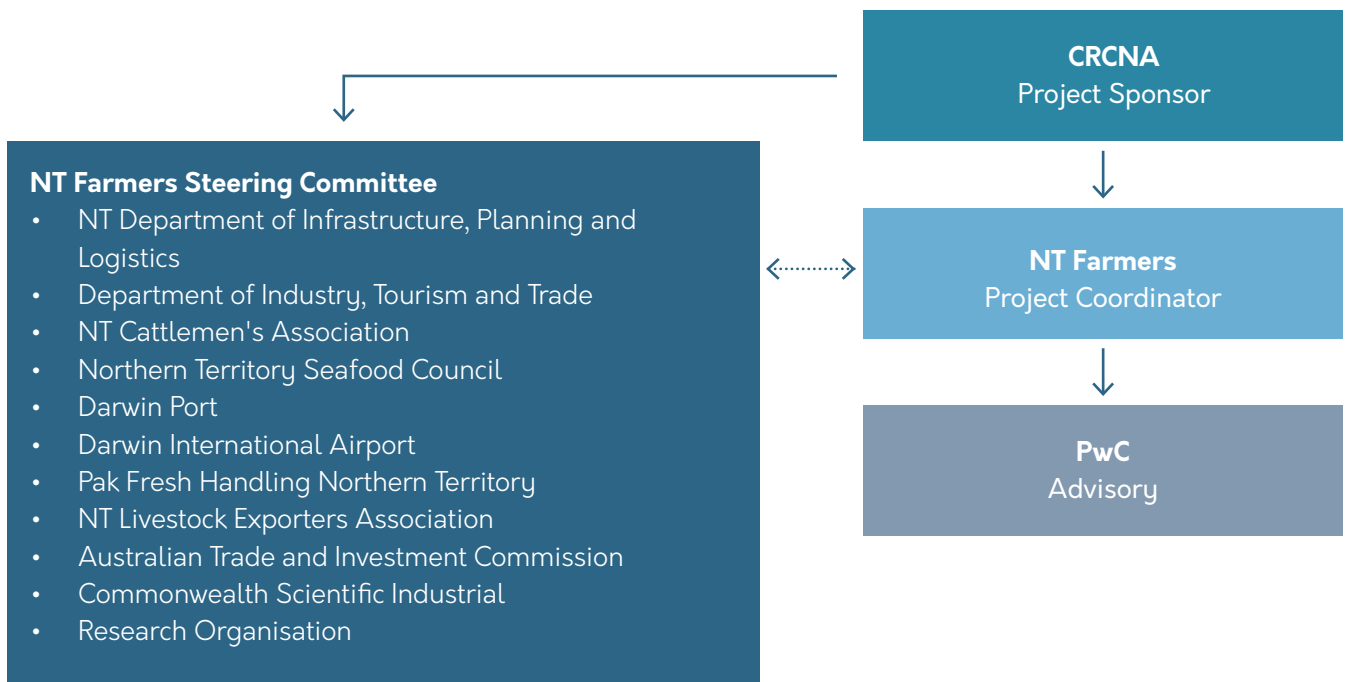 CRCNA
Project Sponsor
NT Farmers Steering Committee
• NT Department of Infrastructure, Planning and
Logistics
• Department of Industry, Tourism and Trade
• NT Cattlemen's Association
• Northern Territory Seafood Council
• Darwin Port
• Darwin International Airport
• Pak Fresh Handling Northern Territory
• NT Livestock Exporters Association
• Australian Trade and Investment Commission
• Commonwealth Scientific Industrial
• Research Organisation
NT Farmers
Project Coordinator
PwC
Advisory